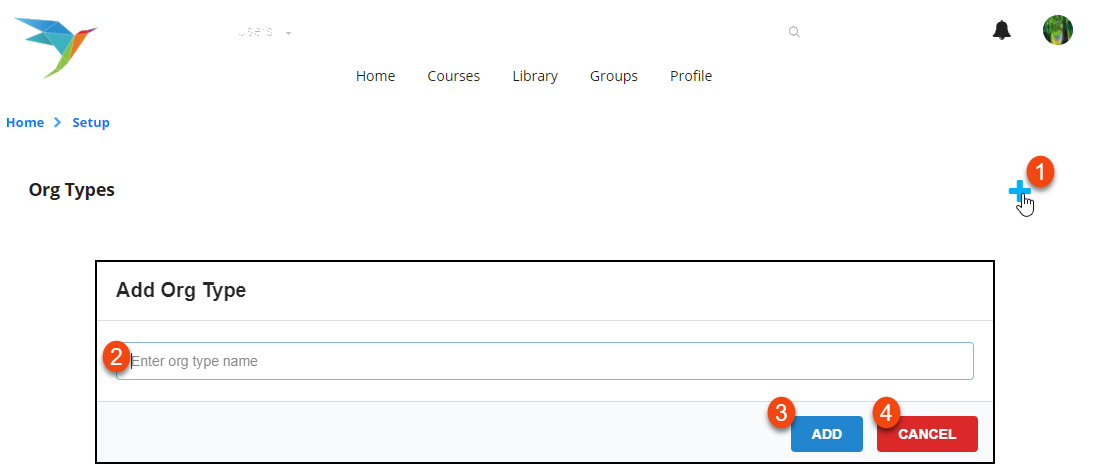 Users
Home Courses Library Groups Profile
Home Setup
1
Org Types
Add Org Type
2 Enter org type name
3 ADD 4 CANCEL